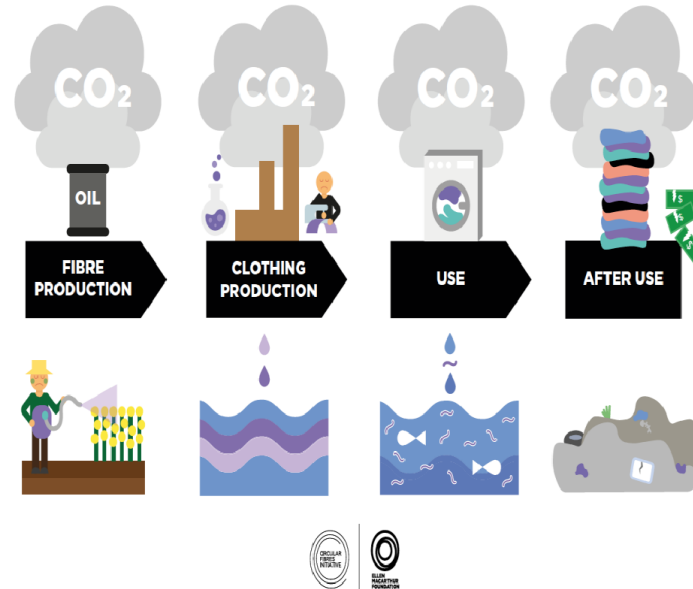 CO2
CO2
CO2
CO2
OIL
FIBRE
PRODUCTION
CLOTHING
PRODUCTION
USE
AFTER USE
$
$
$
CIRCULAR
FIBRES
INITIATIVE
ELLEN
MACARTHUR
FOUNDATION